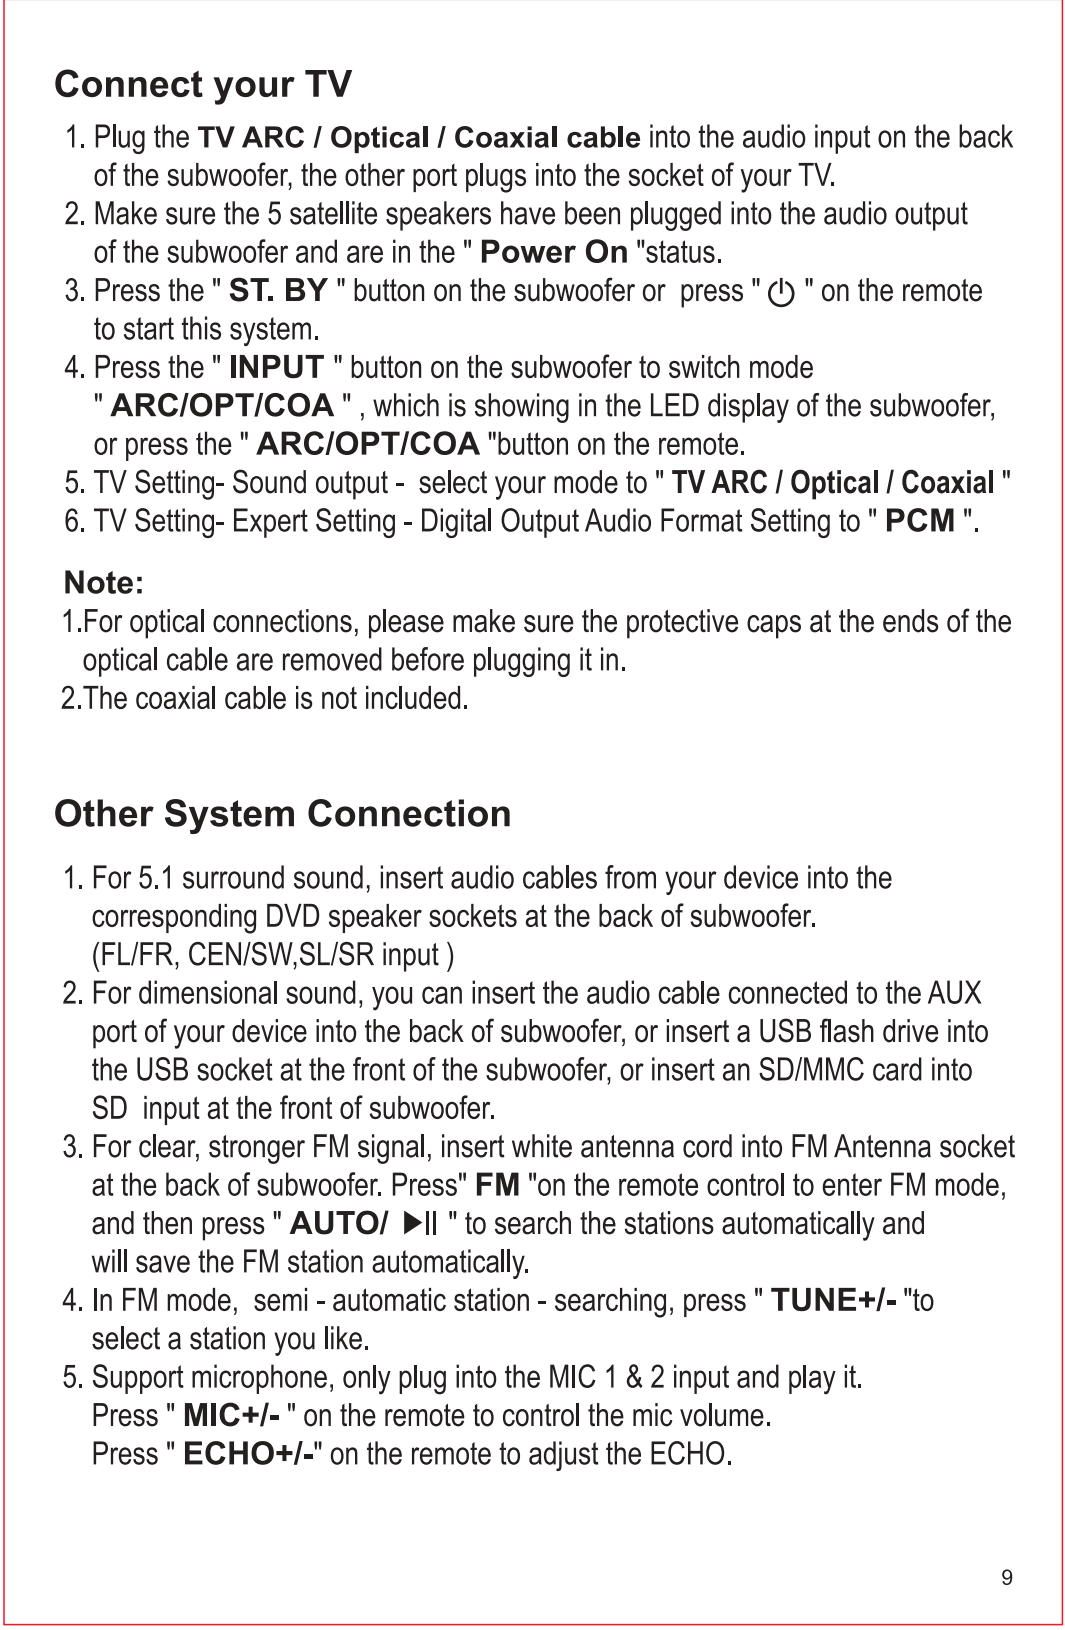 Connect your TV
1. Plug the TV ARC / Optical / Coaxial cable into the audio input on the back
of the subwoofer, the other port plugs into the socket of your TV.
2. Make sure the 5 satellite speakers have been plugged into the audio output
of the subwoofer and are in the " Power On "status.
3. Press the " ST. BY " button on the subwoofer or press " ⏻ " on the remote
to start this system.
4. Press the " INPUT " button on the subwoofer to switch mode
" ARC/OPT/COA " , which is showing in the LED display of the subwoofer,
or press the " ARC/OPT/COA "button on the remote.
5. TV Setting- Sound output - select your mode to " TV ARC / Optical / Coaxial "
6. TV Setting- Expert Setting - Digital Output Audio Format Setting to " PCM ".
Note:
1.For optical connections, please make sure the protective caps at the ends of the
optical cable are removed before plugging it in.
2.The coaxial cable is not included.
Other System Connection
1. For 5.1 surround sound, insert audio cables from your device into the
corresponding DVD speaker sockets at the back of subwoofer.
(FL/FR, CEN/SW,SL/SR input )
2. For dimensional sound, you can insert the audio cable connected to the AUX
port of your device into the back of subwoofer, or insert a USB flash drive into
the USB socket at the front of the subwoofer, or insert an SD/MMC card into
SD input at the front of subwoofer.
3. For clear, stronger FM signal, insert white antenna cord into FM Antenna socket
at the back of subwoofer. Press" FM "on the remote control to enter FM mode,
and then press " AUTO/ ▶II " to search the stations automatically and
will save the FM station automatically.
4. In FM mode, semi - automatic station - searching, press " TUNE+/- "to
select a station you like.
5. Support microphone, only plug into the MIC 1 & 2 input and play it.
Press " MIC+/- " on the remote to control the mic volume.
Press " ECHO+/-" on the remote to adjust the ECHO.
9